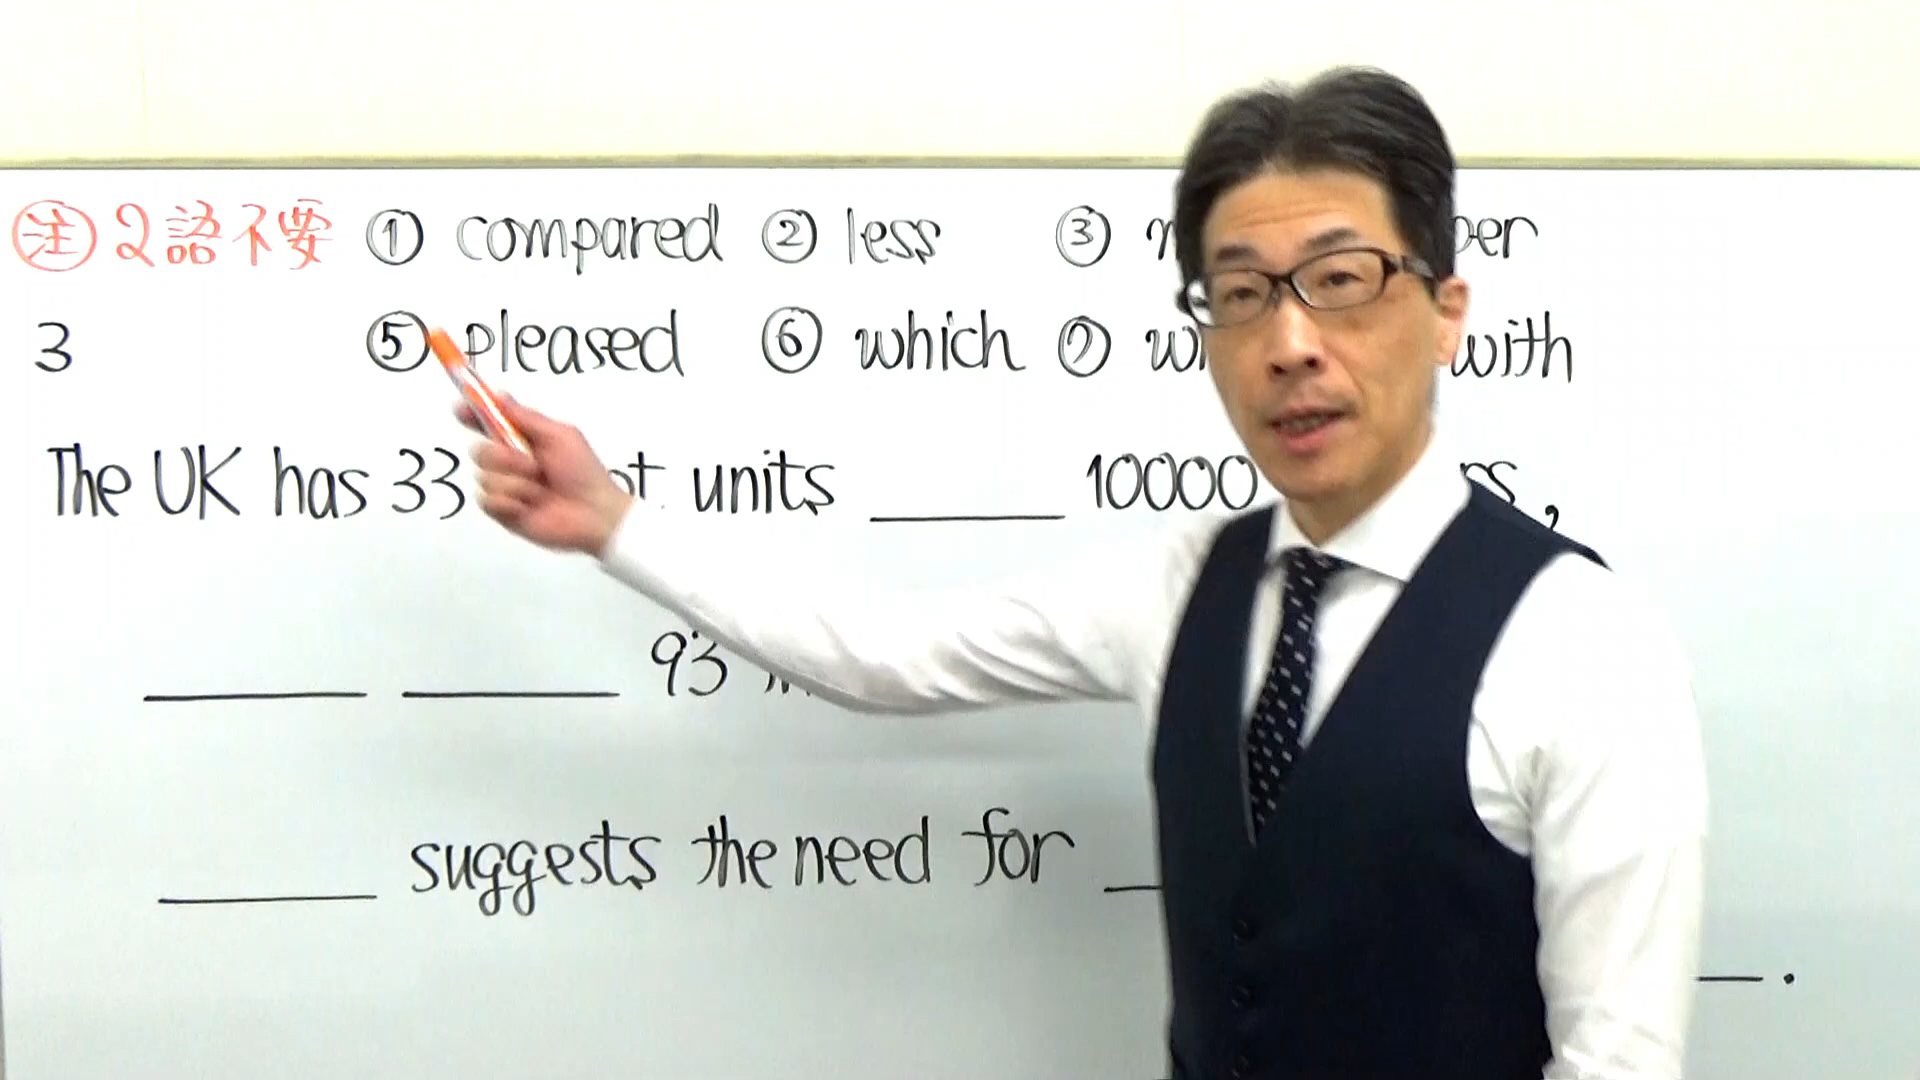 注 2語不要 ① compared ② less ③ per
3 ⑤ pleased ⑥ which ⑦ with
The UK has 33 units _____ 10000 ,
_____ _____ 93
_____ suggests the need for _____
_____ .